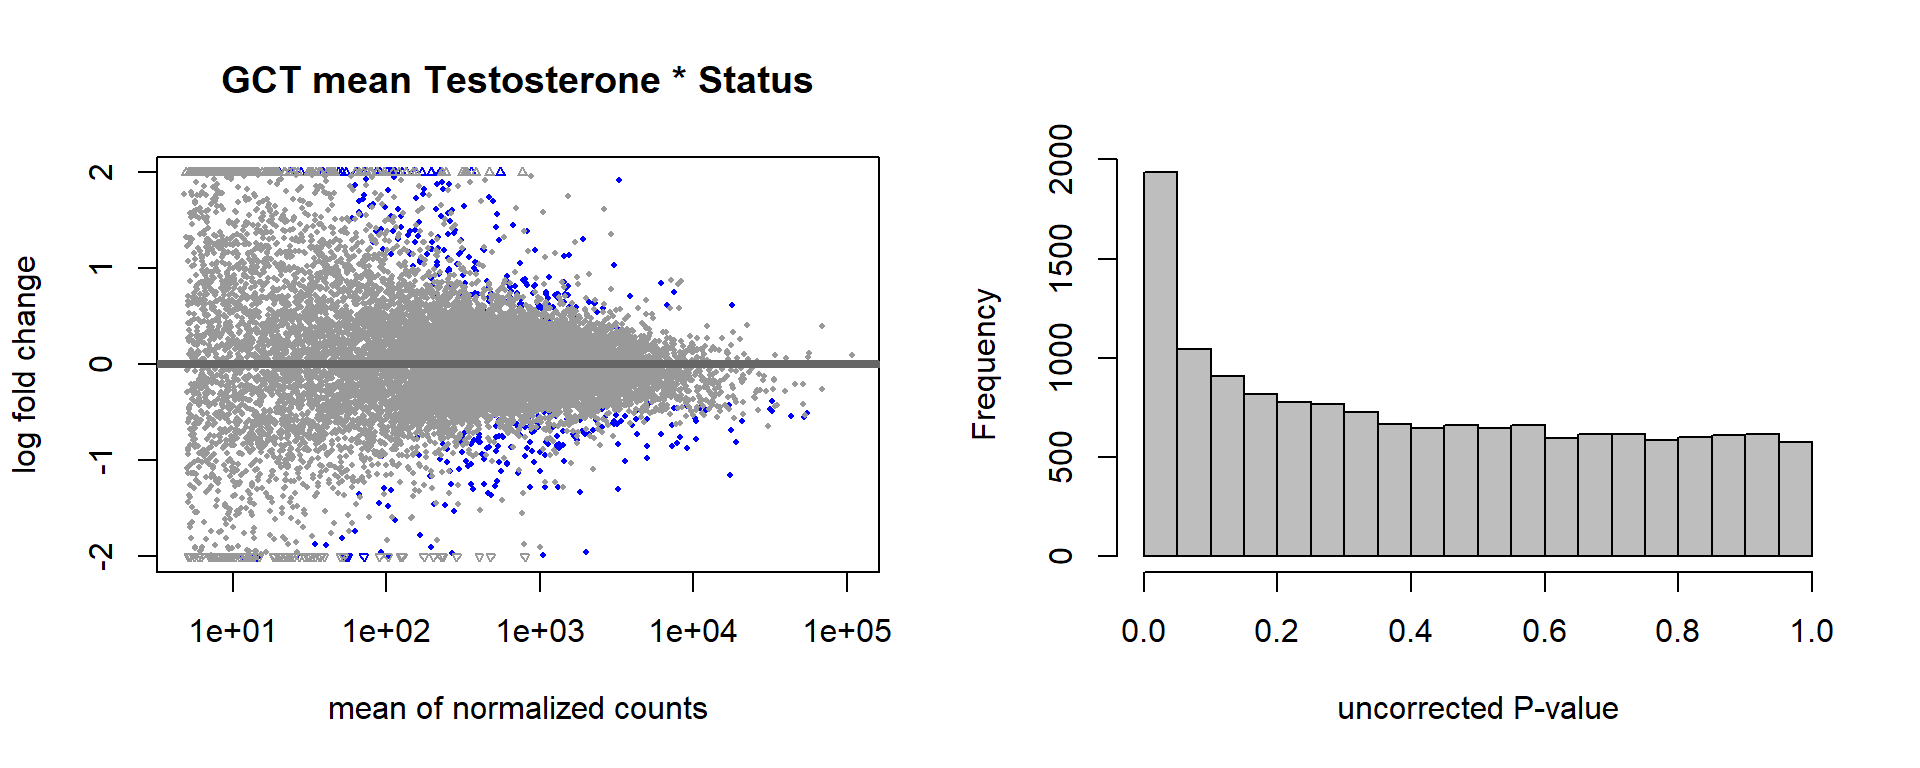 GCT mean Testosterone * Status
log fold change
2
1
0
-1
-2
1e+01 1e+02 1e+03 1e+04 1e+05
mean of normalized counts
Frequency
2000
1500
1000
500
0
0.0 0.2 0.4 0.6 0.8 1.0
uncorrected P-value